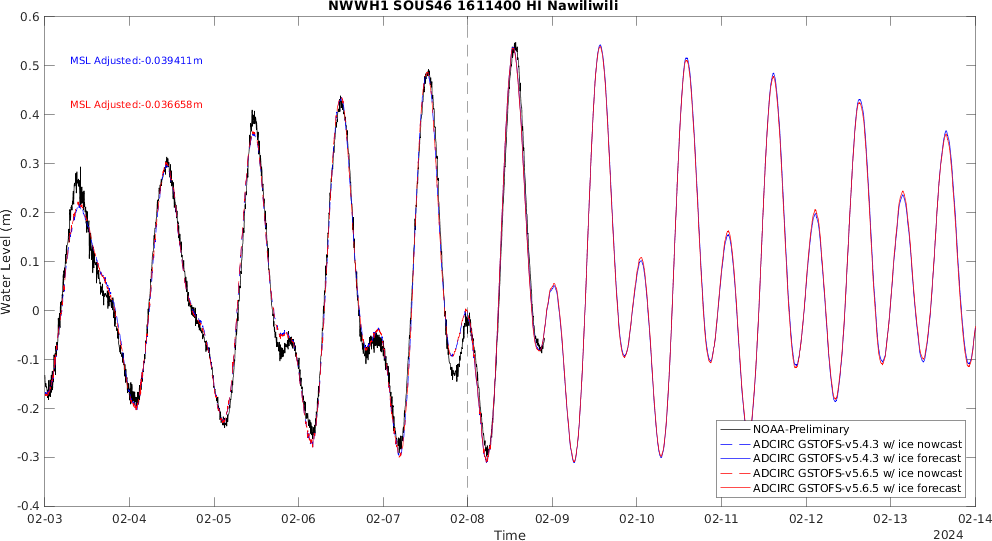 NWWH1 SOUS46 1611400 HI Nawiliwili
MSL Adjusted:-0.039411m
MSL Adjusted:-0.036658m
Water Level (m)
0.6
0.5
0.4
0.3
0.2
0.1
0
-0.1
-0.2
-0.3
-0.4
NOAA-Preliminary
ADCIRC GSTOFS-v5.4.3 w/ ice nowcast
ADCIRC GSTOFS-v5.4.3 w/ ice forecast
ADCIRC GSTOFS-v5.6.5 w/ ice nowcast
ADCIRC GSTOFS-v5.6.5 w/ ice forecast
02-03 02-04 02-05 02-06 02-07 02-08 02-09 02-10 02-11 02-12 02-13 02-14
Time
2024